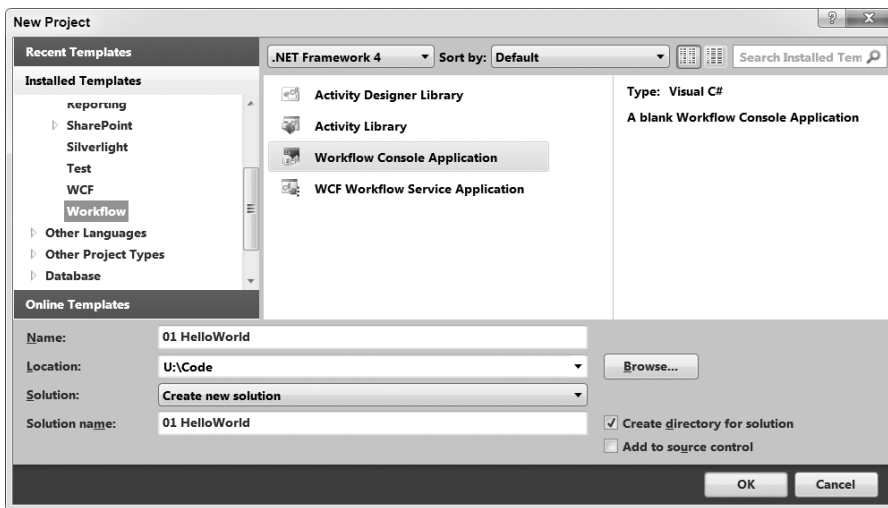 New Project
Recent Templates
.NET Framework 4
Sort by: Default
Search Installed Tem
Installed Templates
Reporting
SharePoint
Silverlight
Test
WCF
Workflow
Other Languages
Other Project Types
Database
Online Templates
Activity Designer Library
Activity Library
Workflow Console Application
WCF Workflow Service Application
Type: Visual C#
A blank Workflow Console Application
Name: 01 HelloWorld
Location: U:\Code
Browse...
Solution: Create new solution
Solution name: 01 HelloWorld
Create directory for solution
Add to source control
OK
Cancel